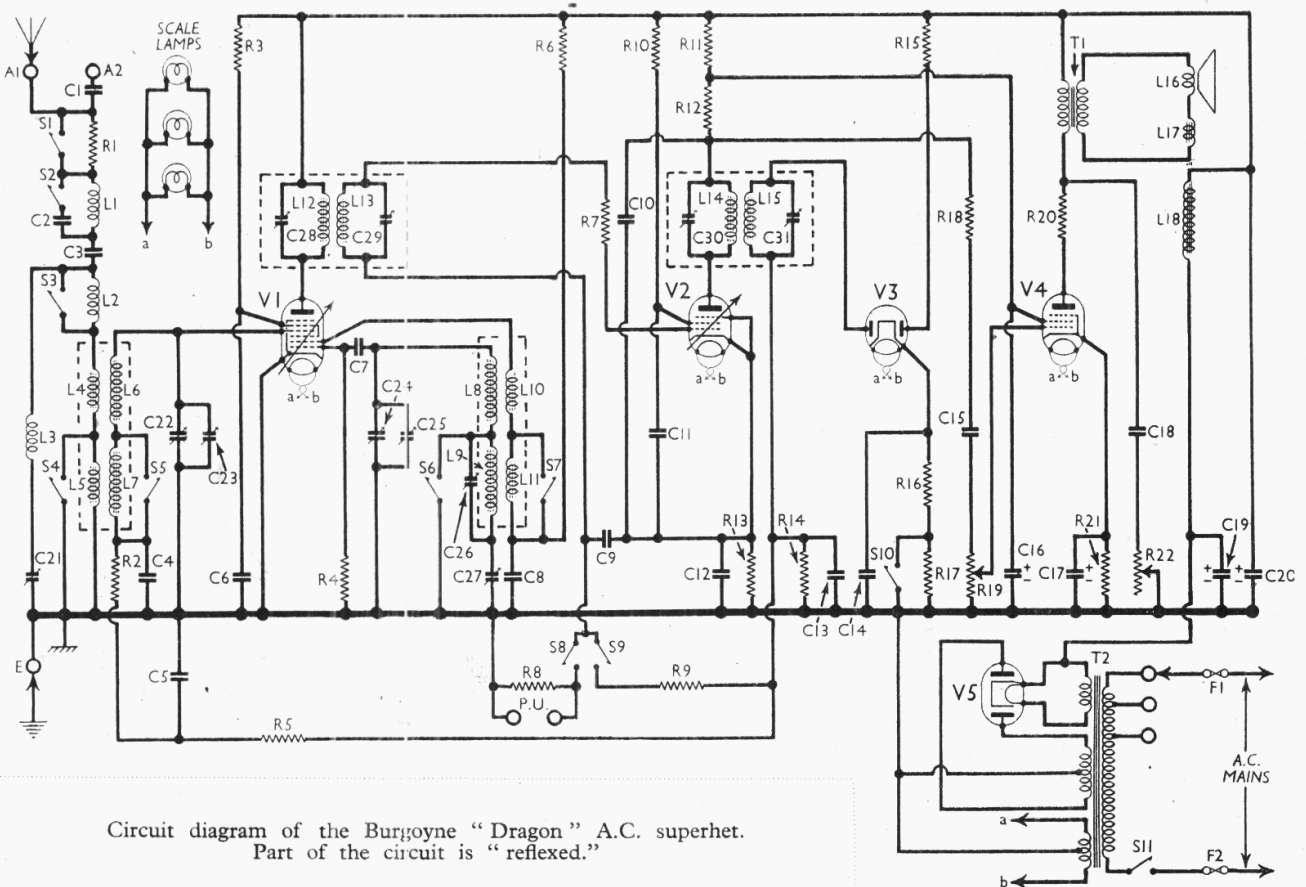 SCALE
LAMPS
A1
A2
C1
S1
R1
S2
L1
C2
C3
a
b
S3
L2
R3
R6
R10
R11
R15
T1
L16
R12
L17
L12
L13
C28
C29
R7
C10
L14
L15
C30
C31
R18
R20
L18
V1
V2
V3
V4
a
b
a
b
a
b
a
b
L4
L6
L3
C22
C23
S4
L5
L7
S5
C7
C24
C25
L8
L10
S6
L9
L11
S7
C26
C11
C15
C18
R16
C21
R2
C4
C6
R4
C27
C8
C9
C12
R13
R14
C13
C14
S10
R17
R19
C16
+
−
C17
+
−
R21
R22
+
−
C19
+
−
C20
E
C5
R5
R8
P.U.
S8
S9
R9
V5
T2
F1
A.C.
MAINS
a
b
S11
F2
Circuit diagram of the Burgoyne “ Dragon ” A.C. superhet.
Part of the circuit is “ reflexed.”